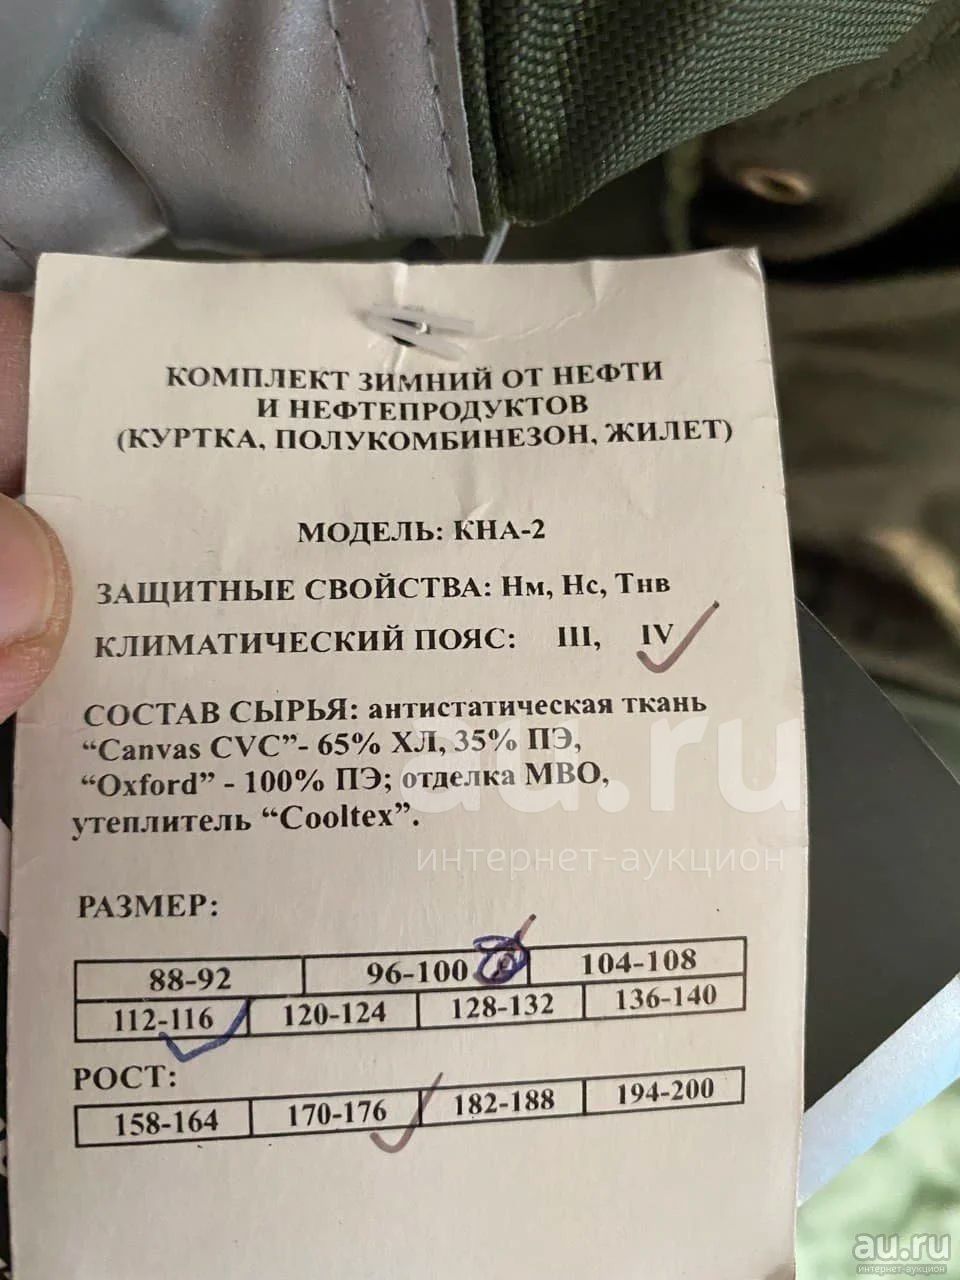 КОМПЛЕКТ ЗИМНИЙ ОТ НЕФТИ
И НЕФТЕПРОДУКТОВ
(КУРТКА, ПОЛУКОМБИНЕЗОН, ЖИЛЕТ)
МОДЕЛЬ: КНА-2
ЗАЩИТНЫЕ СВОЙСТВА: Нм, Нс, Тнв
КЛИМАТИЧЕСКИЙ ПОЯС: III, IV
СОСТАВ СЫРЬЯ: антистатическая ткань
“Canvas CVC”- 65% ХЛ, 35% ПЭ,
“Oxford” - 100% ПЭ; отделка МВО,
утеплитель “Cooltex”.
au.ru
интернет-аукцион
РАЗМЕР:
88-92 96-100 104-108
112-116 120-124 128-132 136-140
РОСТ:
158-164 170-176 182-188 194-200
au.ru
интернет-аукцион